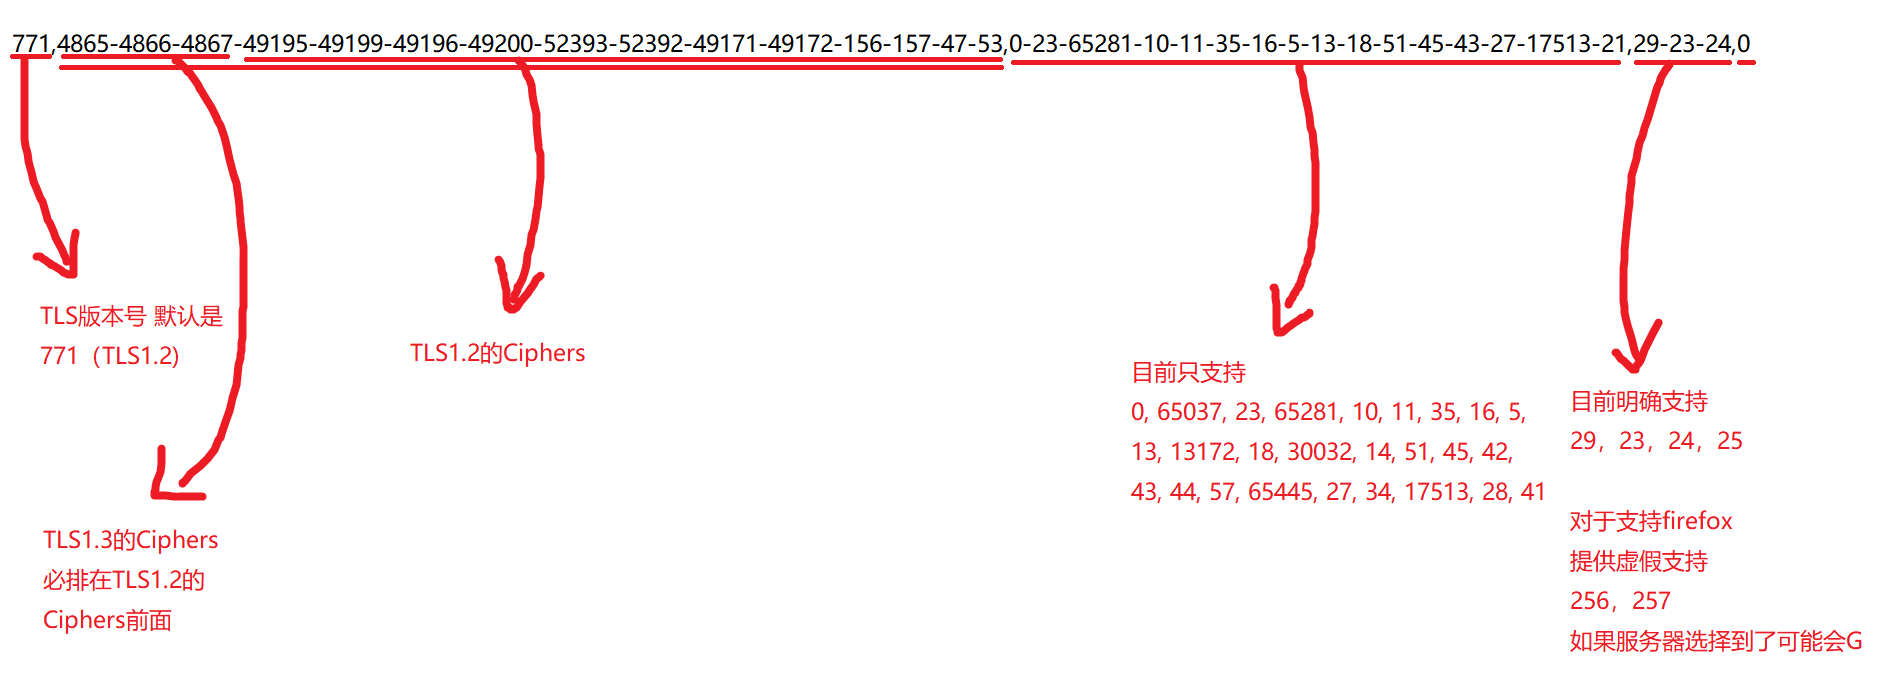 771,4865-4866-4867-49195-49199-49196-49200-52393-52392-49171-49172-156-157-47-53,0-23-65281-10-11-35-16-5-13-18-51-45-43-27-17513-21,29-23-24,0
TLS版本号 默认是
771（TLS1.2)
TLS1.3的Ciphers
必排在TLS1.2的
Ciphers前面
TLS1.2的Ciphers
目前只支持
0, 65037, 23, 65281, 10, 11, 35, 16, 5,
13, 13172, 18, 30032, 14, 51, 45, 42,
43, 44, 57, 65445, 27, 34, 17513, 28, 41
目前明确支持
29，23，24，25
对于支持firefox
提供虚假支持
256，257
如果服务器选择到了可能会G